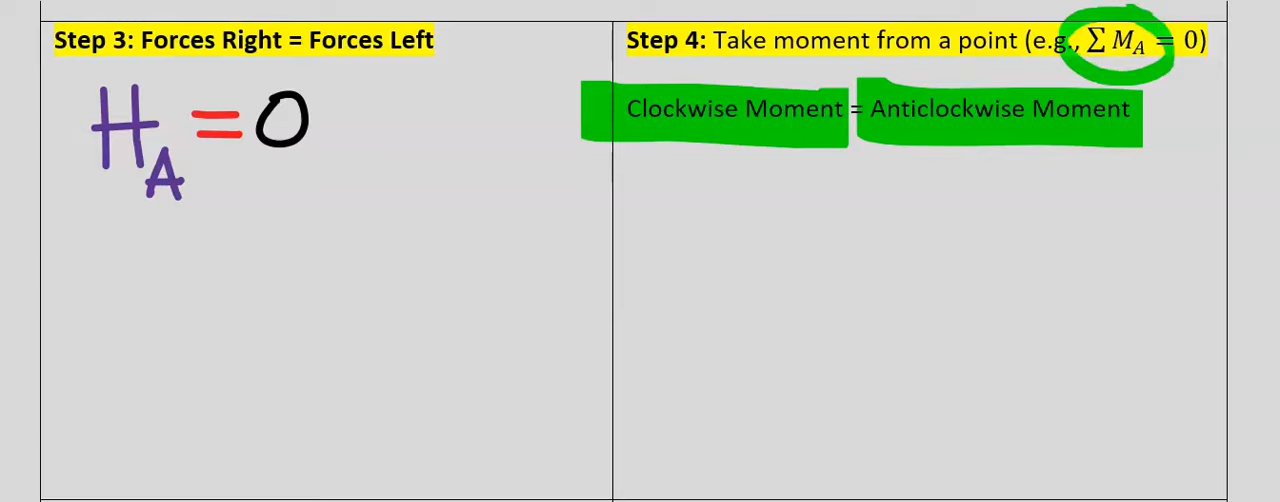 Step 3: Forces Right = Forces Left
H_A = 0
Step 4: Take moment from a point (e.g., ∑ M_A = 0)
Clockwise Moment = Anticlockwise Moment